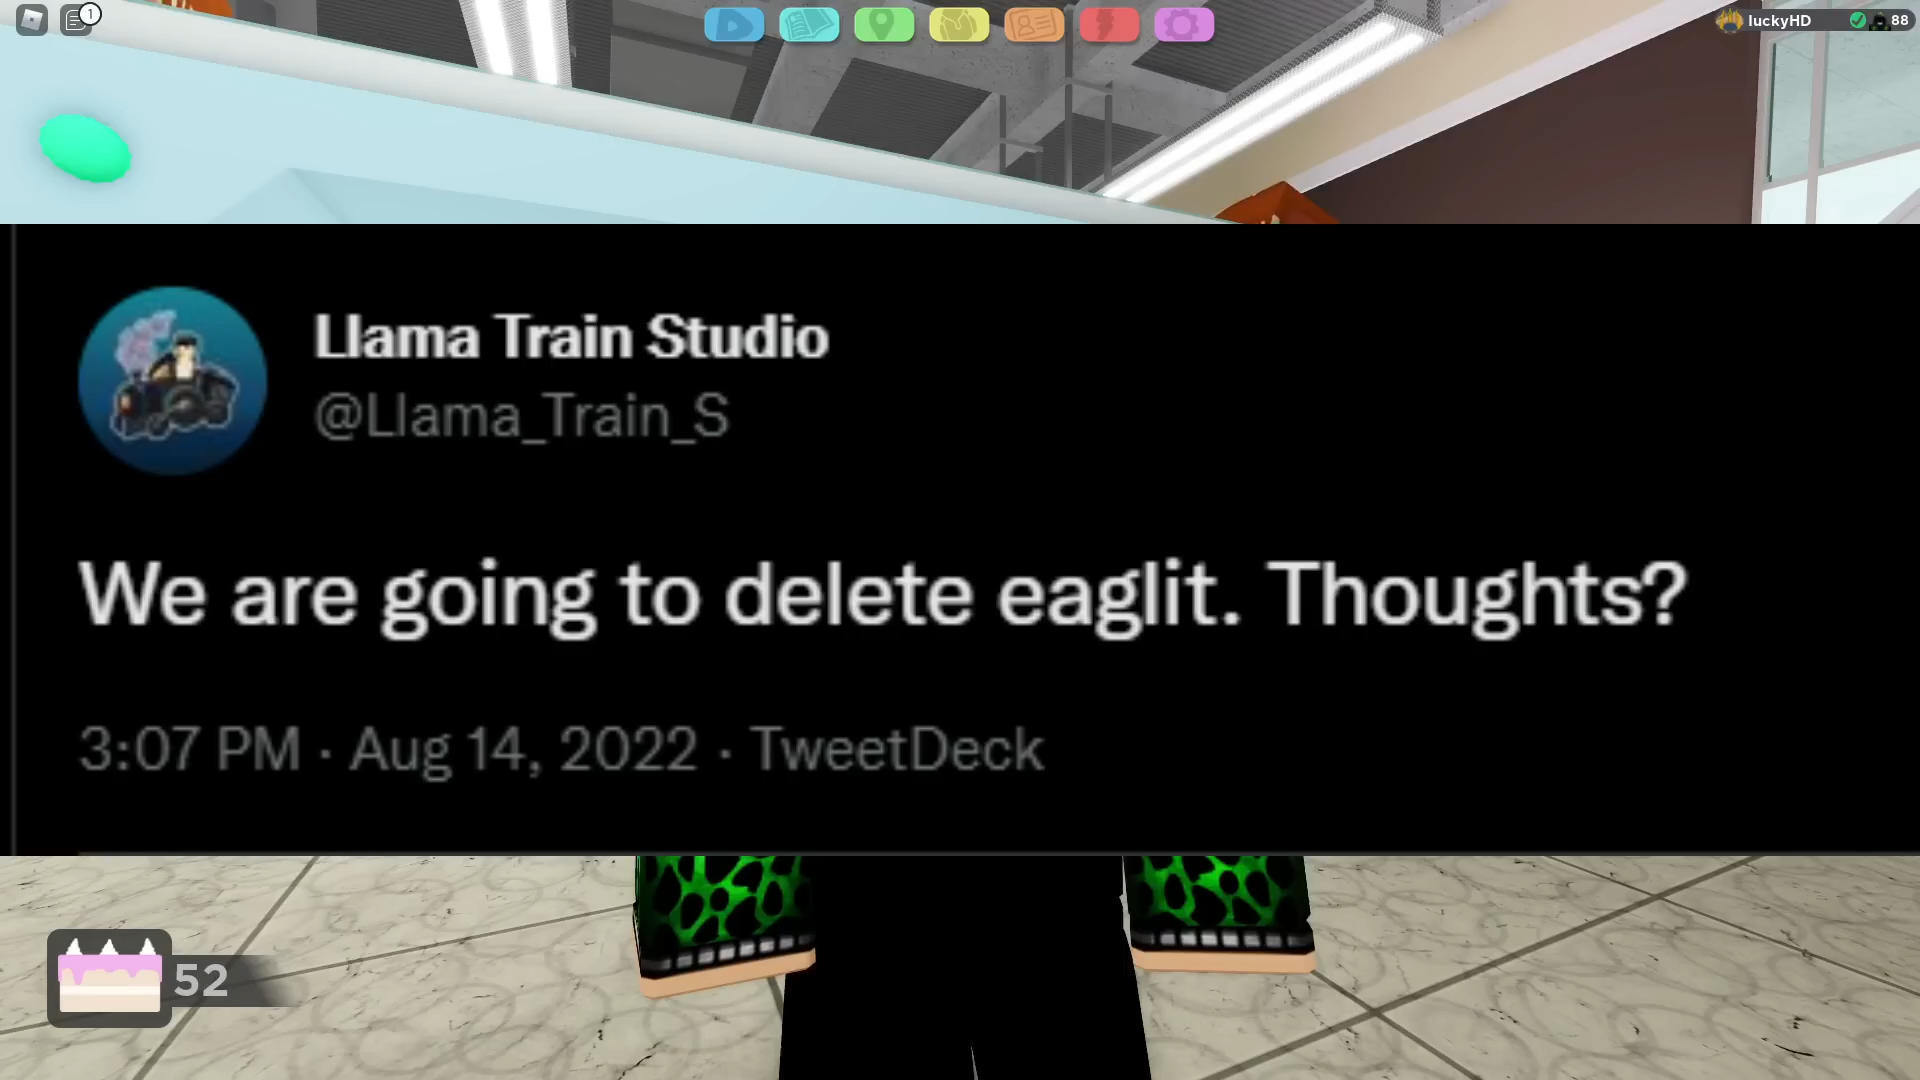 1
luckyHD 88
Llama Train Studio
@Llama_Train_S
We are going to delete eaglit. Thoughts?
3:07 PM · Aug 14, 2022 · TweetDeck
52